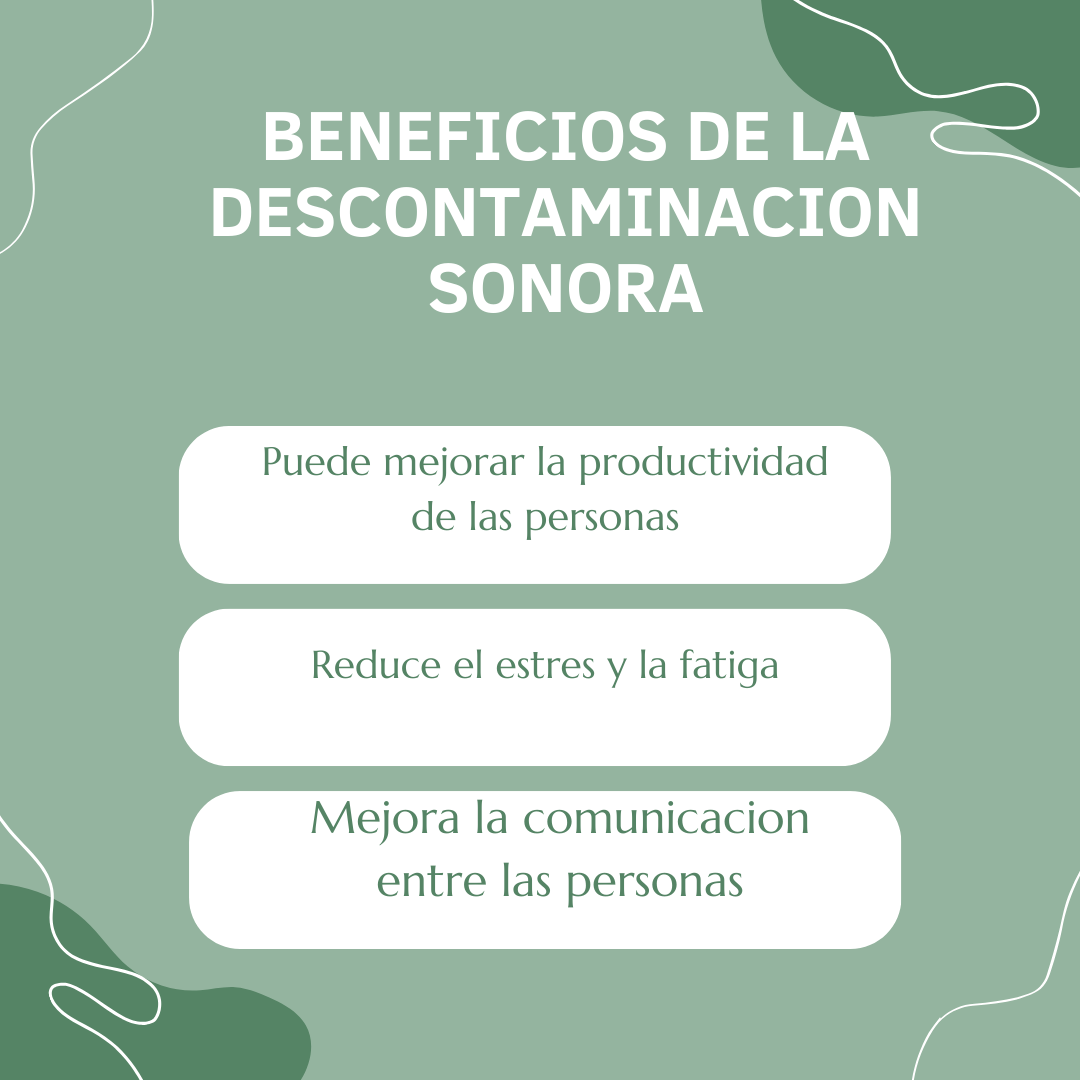 BENEFICIOS DE LA
DESCONTAMINACION
SONORA
Puede mejorar la productividad
de las personas
Reduce el estres y la fatiga
Mejora la comunicacion
entre las personas